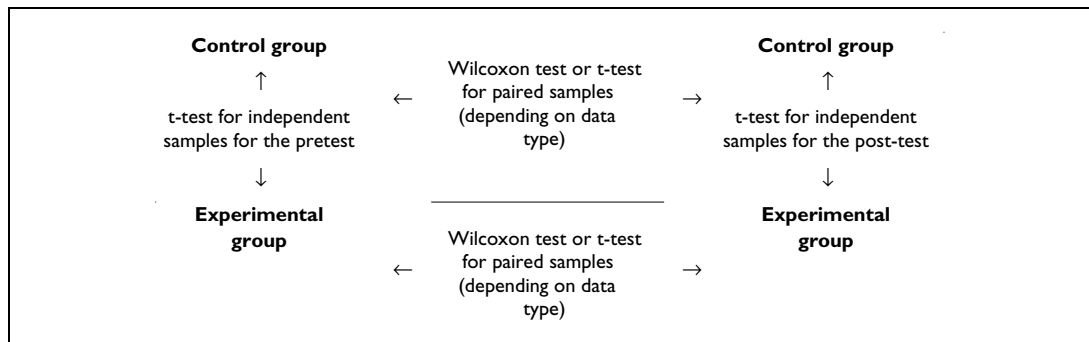 Control group
↑
t-test for independent
samples for the pretest
↓
Experimental
group
←
Wilcoxon test or t-test
for paired samples
(depending on data
type)
→
←
Wilcoxon test or t-test
for paired samples
(depending on data
type)
→
Control group
↑
t-test for independent
samples for the post-test
↓
Experimental
group